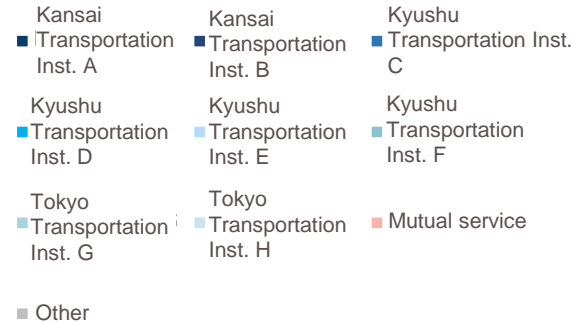 Kansai
Transportation
Inst. A
Kansai
Transportation
Inst. B
Kyushu
Transportation Inst.
C
Kyushu
Transportation
Inst. D
Kyushu
Transportation
Inst. E
Kyushu
Transportation
Inst. F
Tokyo
Transportation
Inst. G
Tokyo
Transportation
Inst. H
Mutual service
Other